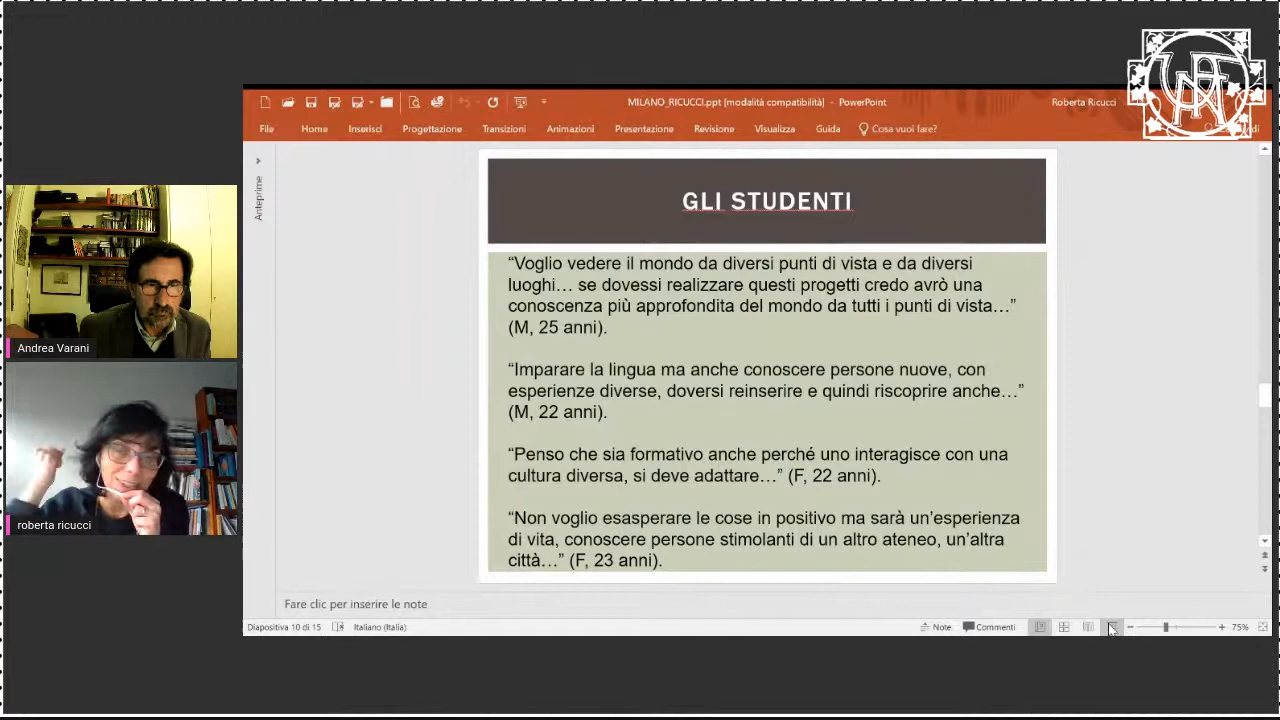 MILANO_RICUCCI.ppt [modalità compatibilità] - PowerPoint
Roberta Ricucci
File Home Inserisci Progettazione Transizioni Animazioni Presentazione Revisione Visualizza Guida Cosa vuoi fare?
Anteprime
GLI STUDENTI
“Voglio vedere il mondo da diversi punti di vista e da diversi
luoghi… se dovessi realizzare questi progetti credo avrò una
conoscenza più approfondita del mondo da tutti i punti di vista…”
(M, 25 anni).
“Imparare la lingua ma anche conoscere persone nuove, con
esperienze diverse, doversi reinserire e quindi riscoprire anche…”
(M, 22 anni).
“Penso che sia formativo anche perché uno interagisce con una
cultura diversa, si deve adattare…” (F, 22 anni).
“Non voglio esasperare le cose in positivo ma sarà un’esperienza
di vita, conoscere persone stimolanti di un altro ateneo, un’altra
città…” (F, 23 anni).
Andrea Varani
roberta ricucci
Fare clic per inserire le note
Diapositiva 10 di 15 Italiano (Italia) Note Commenti 75%